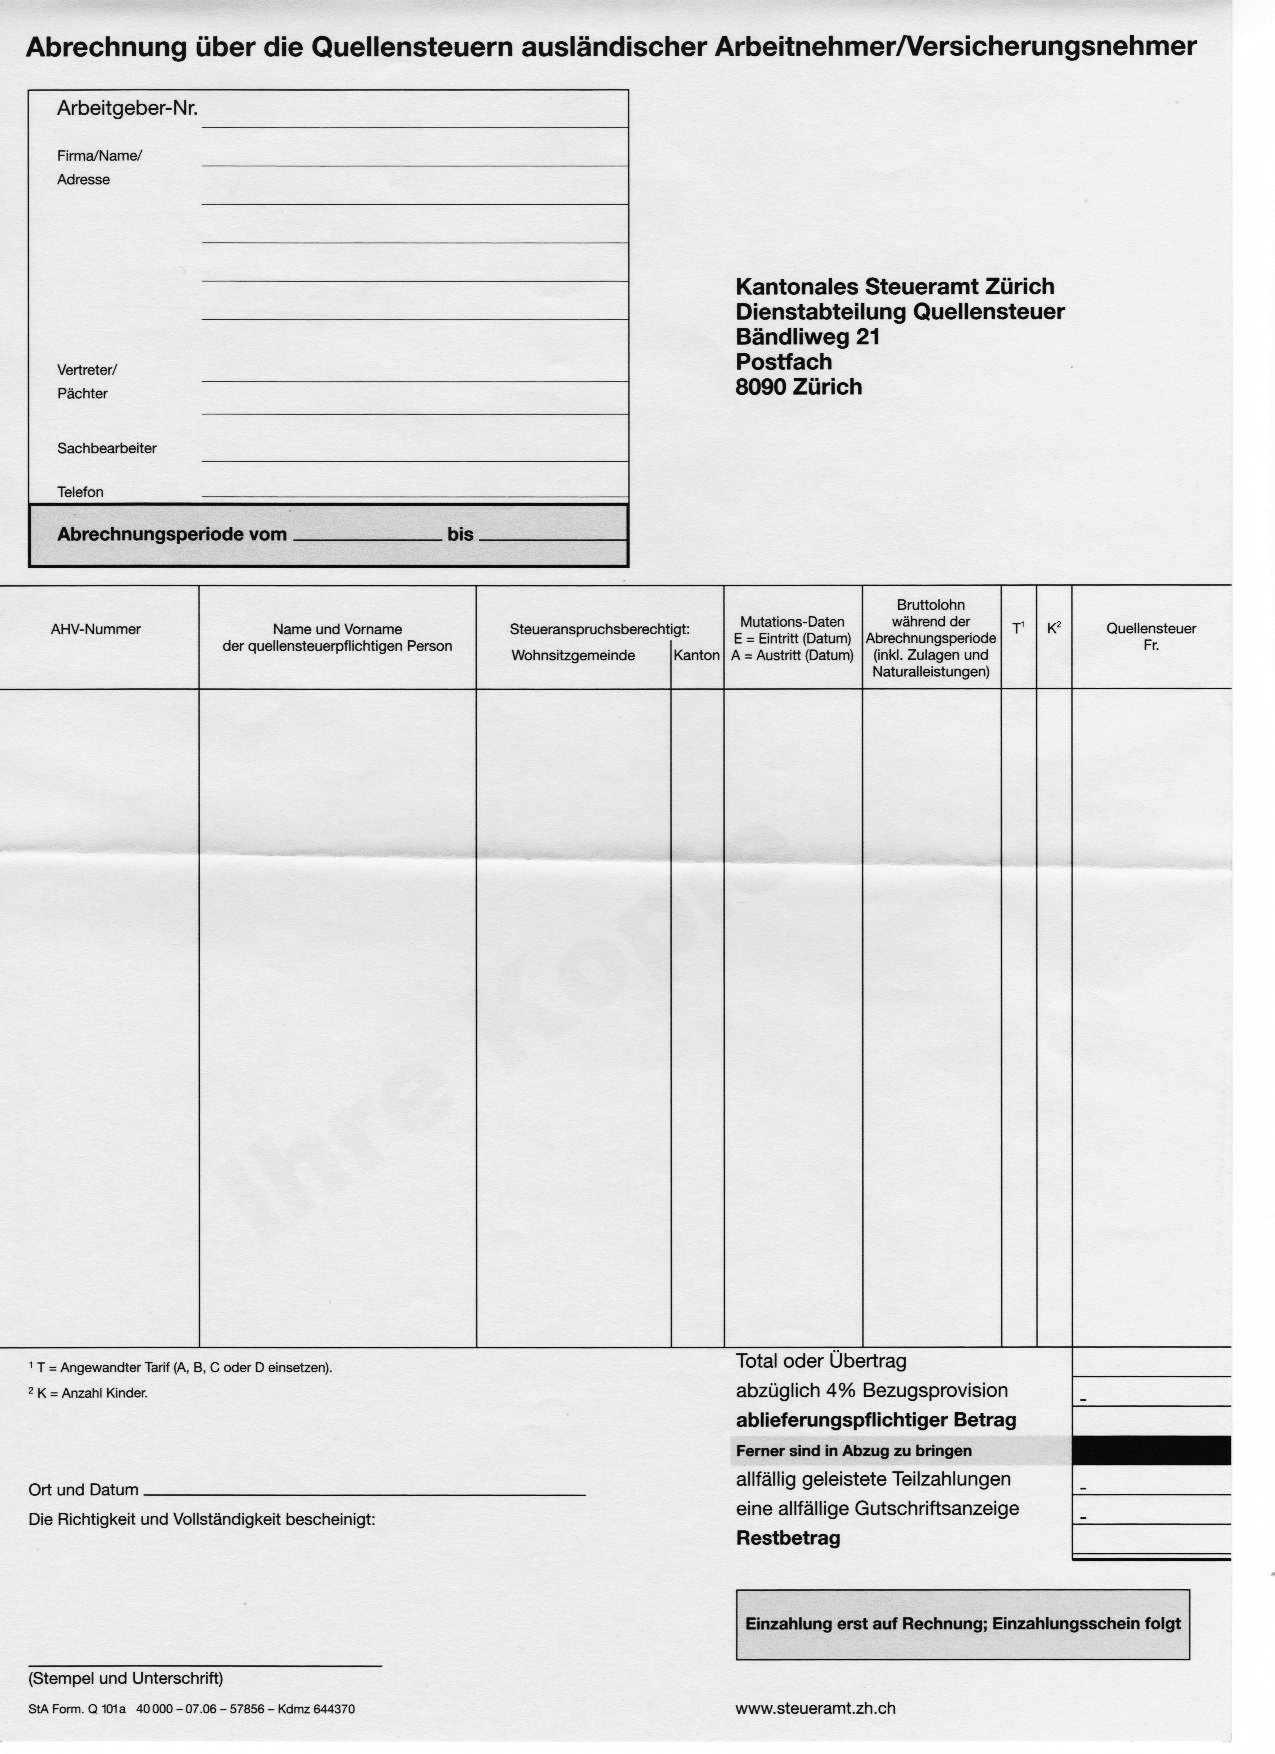 Abrechnung über die Quellensteuern ausländischer Arbeitnehmer/Versicherungsnehmer
Arbeitgeber-Nr.
Firma/Name/
Adresse
Kantonales Steueramt Zürich
Dienstabteilung Quellensteuer
Bändliweg 21
Postfach
8090 Zürich
Vertreter/
Pächter
Sachbearbeiter
Telefon
Abrechnungsperiode vom bis
AHV-Nummer
Name und Vorname
der quellensteuerpflichtigen Person
Steueranspruchsberechtigt:
Wohnsitzgemeinde
Kanton
Mutations-Daten
E = Eintritt (Datum)
A = Austritt (Datum)
Bruttolohn
während der
Abrechnungsperiode
(inkl. Zulagen und
Naturalleistungen)
T¹
K²
Quellensteuer
Fr.
Ihre Kopie
¹ T = Angewandter Tarif (A, B, C oder D einsetzen).
² K = Anzahl Kinder.
Total oder Übertrag
abzüglich 4% Bezugsprovision –
ablieferungspflichtiger Betrag
Ferner sind in Abzug zu bringen
allfällig geleistete Teilzahlungen –
eine allfällige Gutschriftsanzeige –
Restbetrag
Ort und Datum
Die Richtigkeit und Vollständigkeit bescheinigt:
Einzahlung erst auf Rechnung; Einzahlungsschein folgt
(Stempel und Unterschrift)
StA Form. Q 101a 40 000 – 07.06 – 57856 – Kdmz 644370
www.steueramt.zh.ch